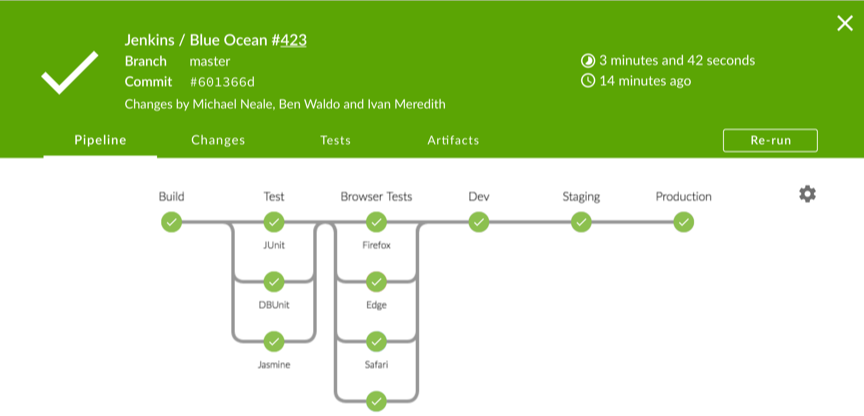 Jenkins / Blue Ocean #423
Branch master
Commit #601366d
Changes by Michael Neale, Ben Waldo and Ivan Meredith
3 minutes and 42 seconds
14 minutes ago
Pipeline Changes Tests Artifacts Re-run
Build Test Browser Tests Dev Staging Production
JUnit Firefox
DBUnit Edge
Jasmine Safari